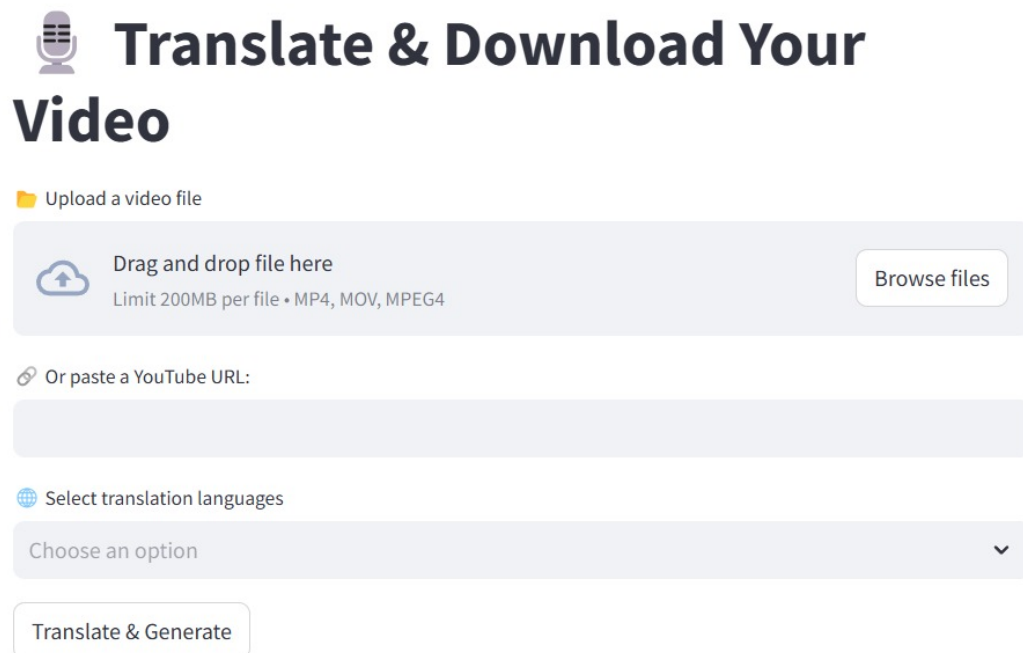 Translate & Download Your
Video
Upload a video file
Drag and drop file here
Limit 200MB per file • MP4, MOV, MPEG4
Browse files
Or paste a YouTube URL:
Select translation languages
Choose an option
Translate & Generate